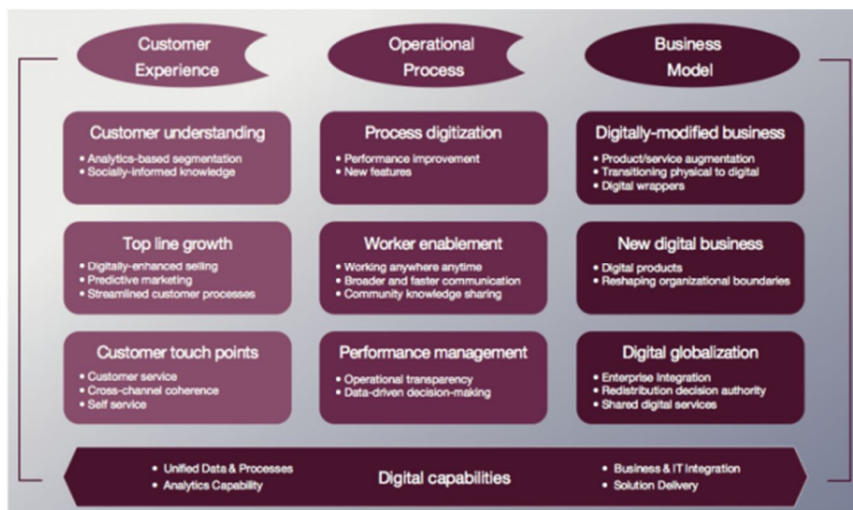 Customer
Experience
Operational
Process
Business
Model
Customer understanding
• Analytics-based segmentation
• Socially-informed knowledge
Process digitization
• Performance improvement
• New features
Digitally-modified business
• Product/service augmentation
• Transitioning physical to digital
• Digital wrappers
Top line growth
• Digitally-enhanced selling
• Predictive marketing
• Streamlined customer processes
Worker enablement
• Working anywhere anytime
• Broader and faster communication
• Community knowledge sharing
New digital business
• Digital products
• Reshaping organizational boundaries
Customer touch points
• Customer service
• Cross-channel coherence
• Self service
Performance management
• Operational transparency
• Data-driven decision-making
Digital globalization
• Enterprise Integration
• Redistribution decision authority
• Shared digital services
• Unified Data & Processes
• Analytics Capability
Digital capabilities
• Business & IT Integration
• Solution Delivery